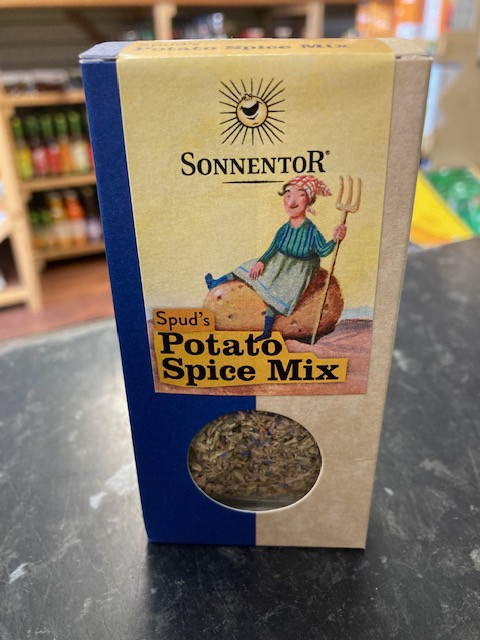 Spud's
Potato Spice Mix
SONNENTOR®
Spud's
Potato
Spice Mix